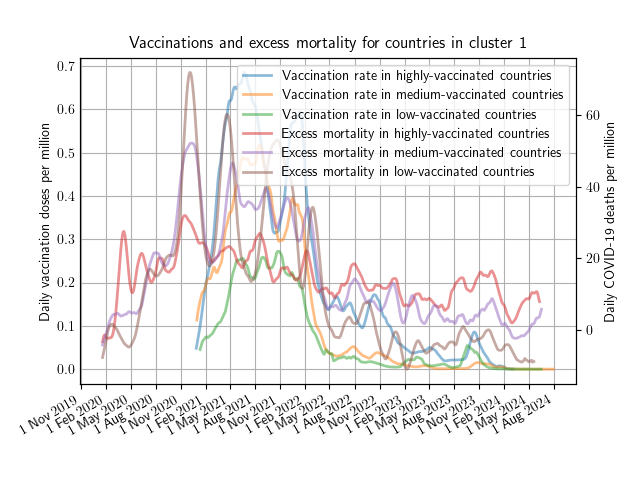 Vaccinations and excess mortality for countries in cluster 1
Vaccination rate in highly-vaccinated countries
Vaccination rate in medium-vaccinated countries
Vaccination rate in low-vaccinated countries
Excess mortality in highly-vaccinated countries
Excess mortality in medium-vaccinated countries
Excess mortality in low-vaccinated countries
Daily vaccination doses per million
0.7
0.6
0.5
0.4
0.3
0.2
0.1
0.0
Daily COVID-19 deaths per million
60
40
20
0
1 Nov 2019
1 Feb 2020
1 May 2020
1 Aug 2020
1 Nov 2020
1 Feb 2021
1 May 2021
1 Aug 2021
1 Nov 2021
1 Feb 2022
1 May 2022
1 Aug 2022
1 Nov 2022
1 Feb 2023
1 May 2023
1 Aug 2023
1 Nov 2023
1 Feb 2024
1 May 2024
1 Aug 2024